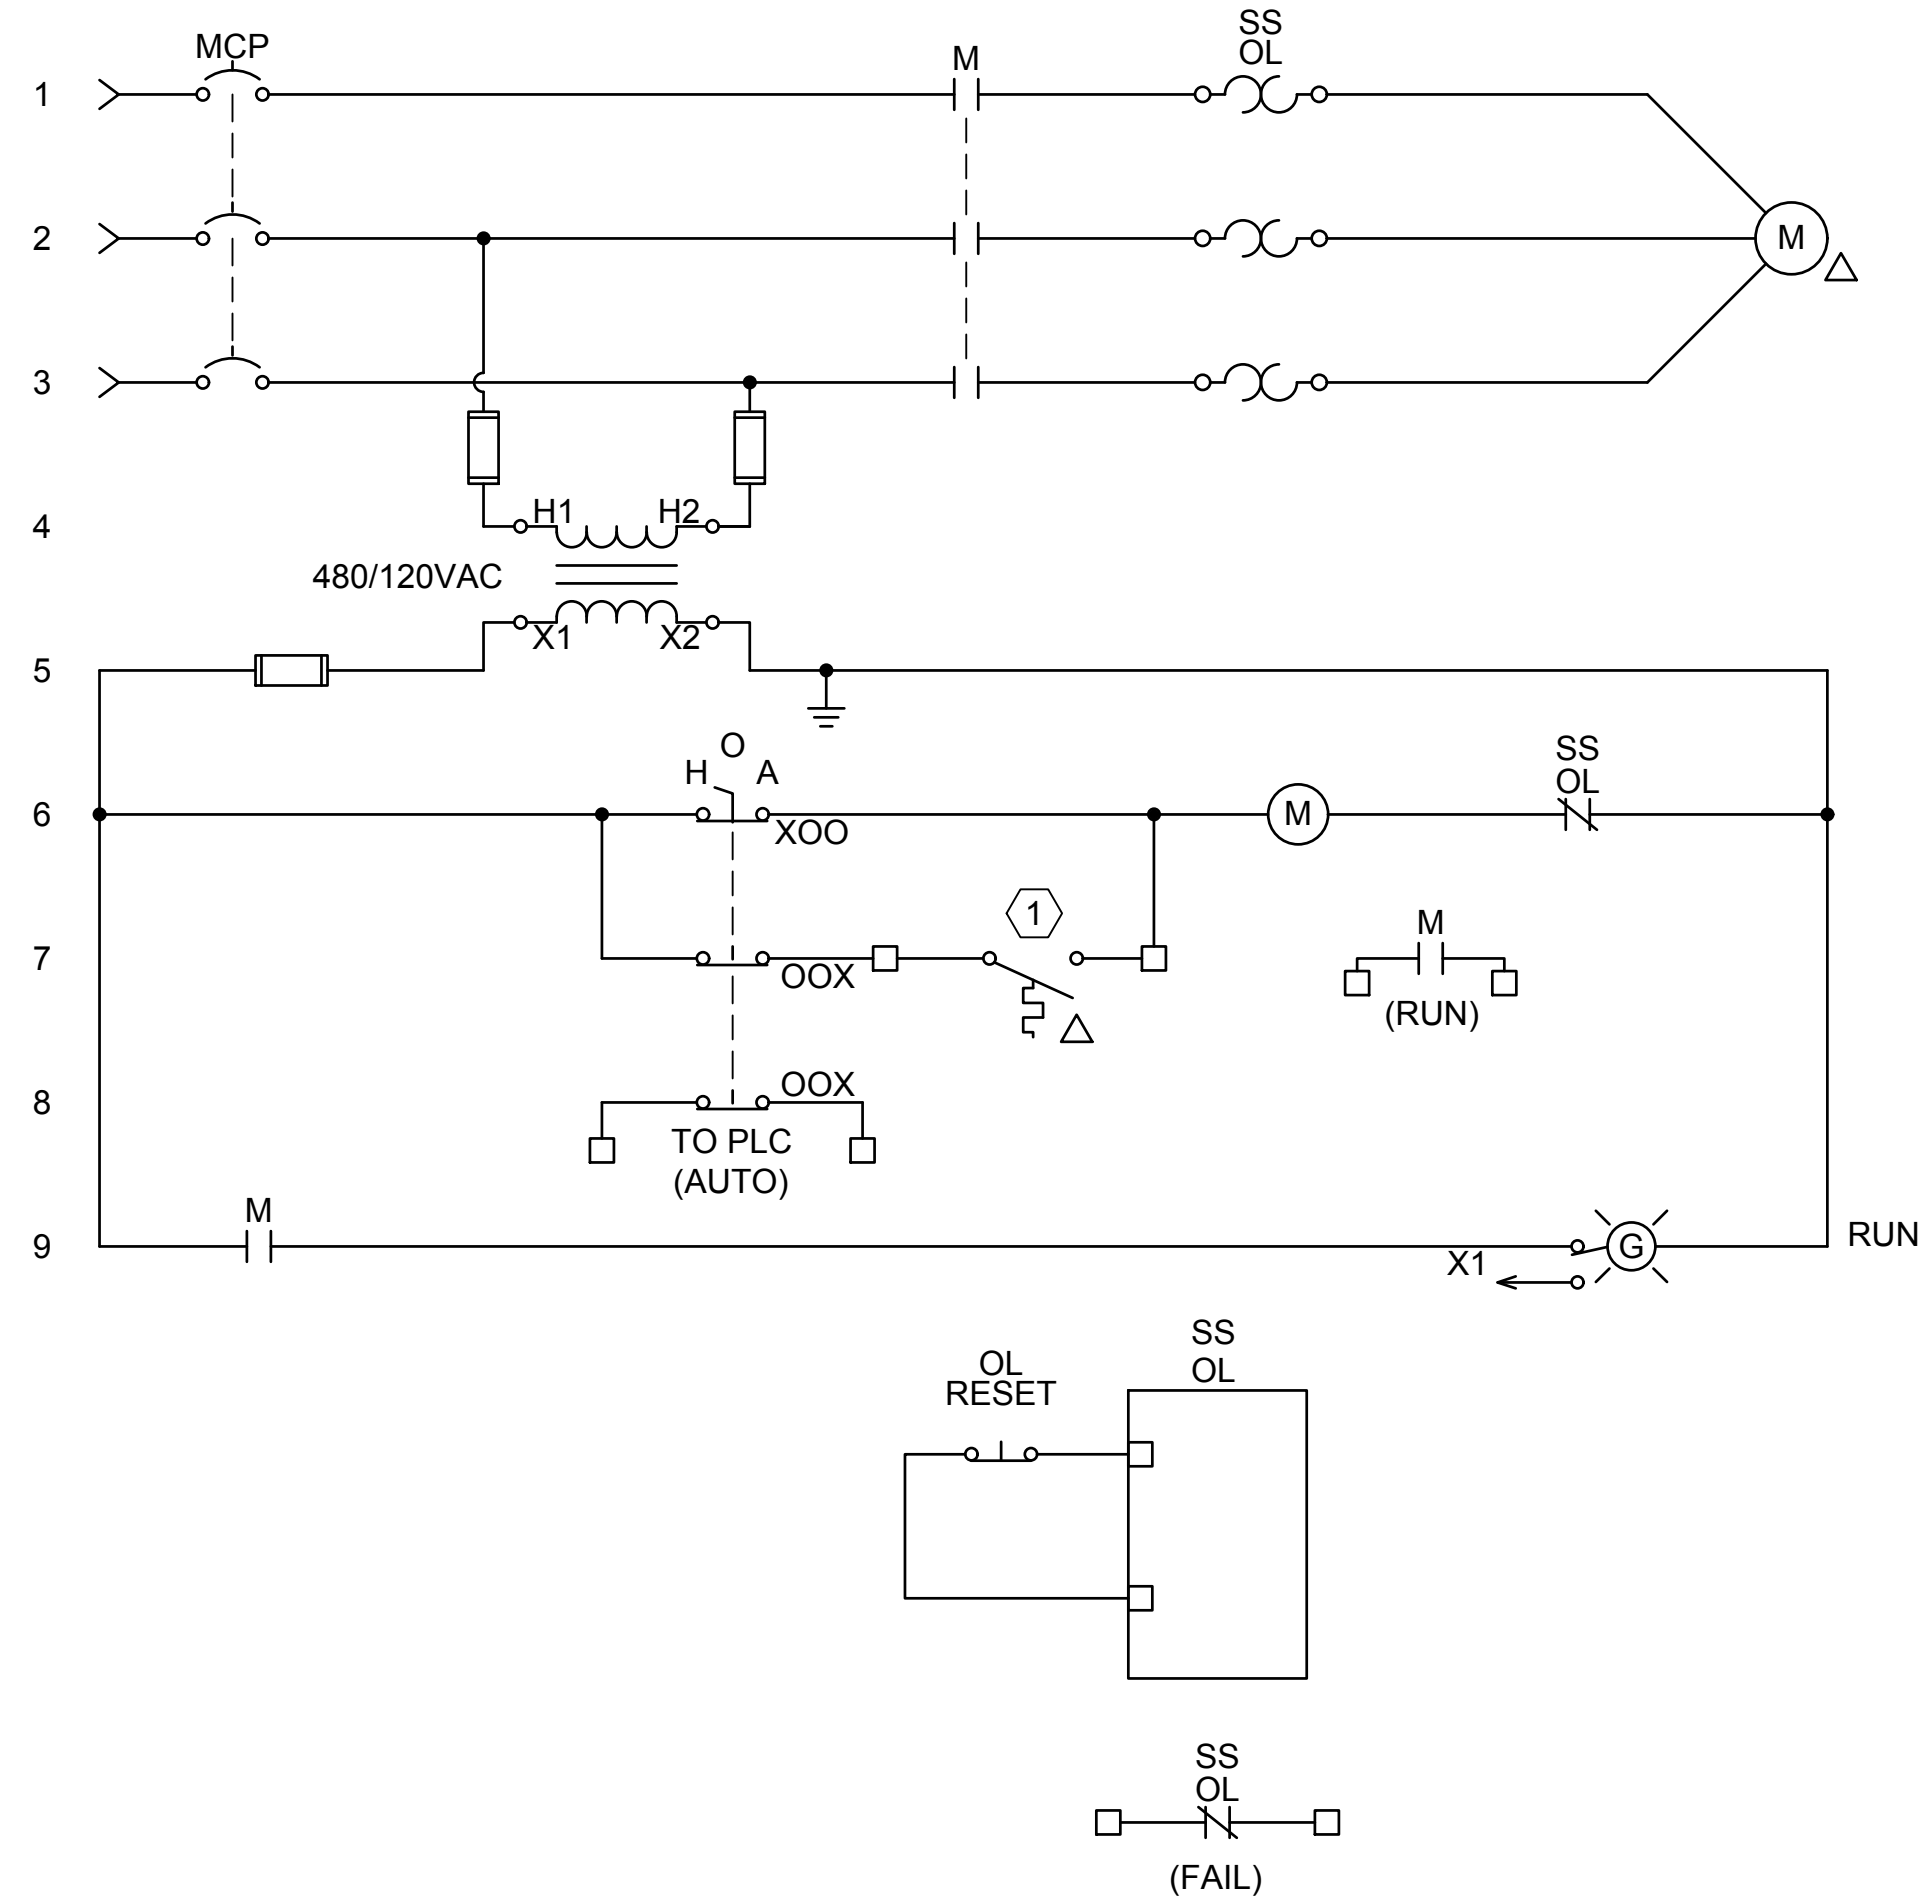 SS
OL
MCP
M
1
2
M
3
H1
H2
4
480/120VAC
X1
X2
5
O
H
A
SS
OL
6
M
XOO
1
M
7
OOX
(RUN)
OOX
8
TO PLC
(AUTO)
M
9
G
RUN
X1
SS
OL
OL
RESET
SS
OL
(FAIL)